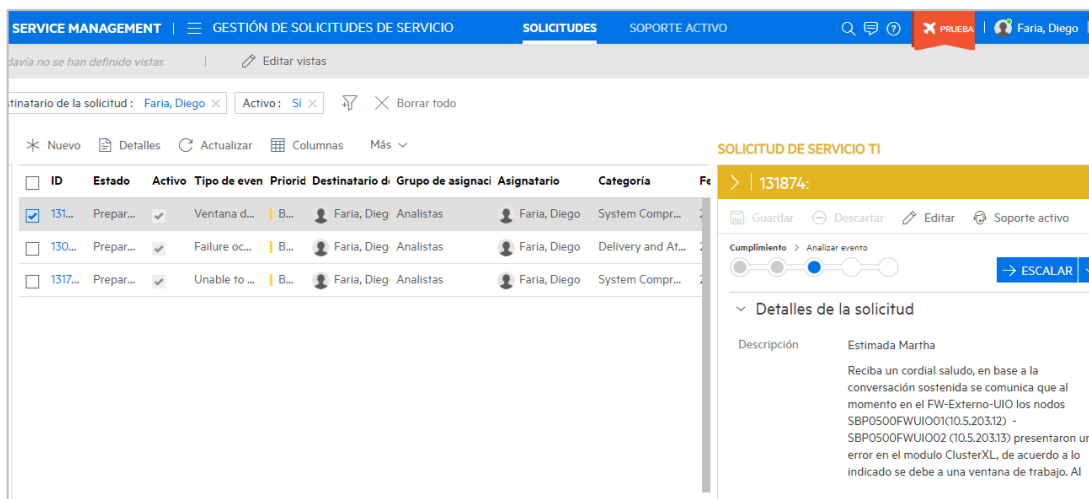 SERVICE MANAGEMENT | GESTIÓN DE SOLICITUDES DE SERVICIO SOLICITUDES SOPORTE ACTIVO PRUEBA Faria, Diego
davía no se han definido vistas | Editar vistas
tinatario de la solicitud : Faria, Diego Activo : Sí Borrar todo
Nuevo Detalles Actualizar Columnas Más
ID Estado Activo Tipo de even Priorid Destinatario de Grupo de asignaci Asignatario Categoría Fe
131... Prepar... Ventana d... B... Faria, Dieg Analistas Faria, Diego System Compr...
130... Prepar... Failure oc... B... Faria, Dieg Analistas Faria, Diego Delivery and At...
1317... Prepar... Unable to ... B... Faria, Dieg Analistas Faria, Diego System Compr...
SOLICITUD DE SERVICIO TI
131874:
Guardar Descartar Editar Soporte activo
Cumplimiento > Analizar evento
ESCALAR
Detalles de la solicitud
Descripción Estimada Martha
Reciba un cordial saludo, en base a la
conversación sostenida se comunica que al
momento en el FW-Externo-UIO los nodos
SBP0500FWUIO01(10.5.203.12) -
SBP0500FWUIO02 (10.5.203.13) presentaron un
error en el modulo ClusterXL, de acuerdo a lo
indicado se debe a una ventana de trabajo. Al